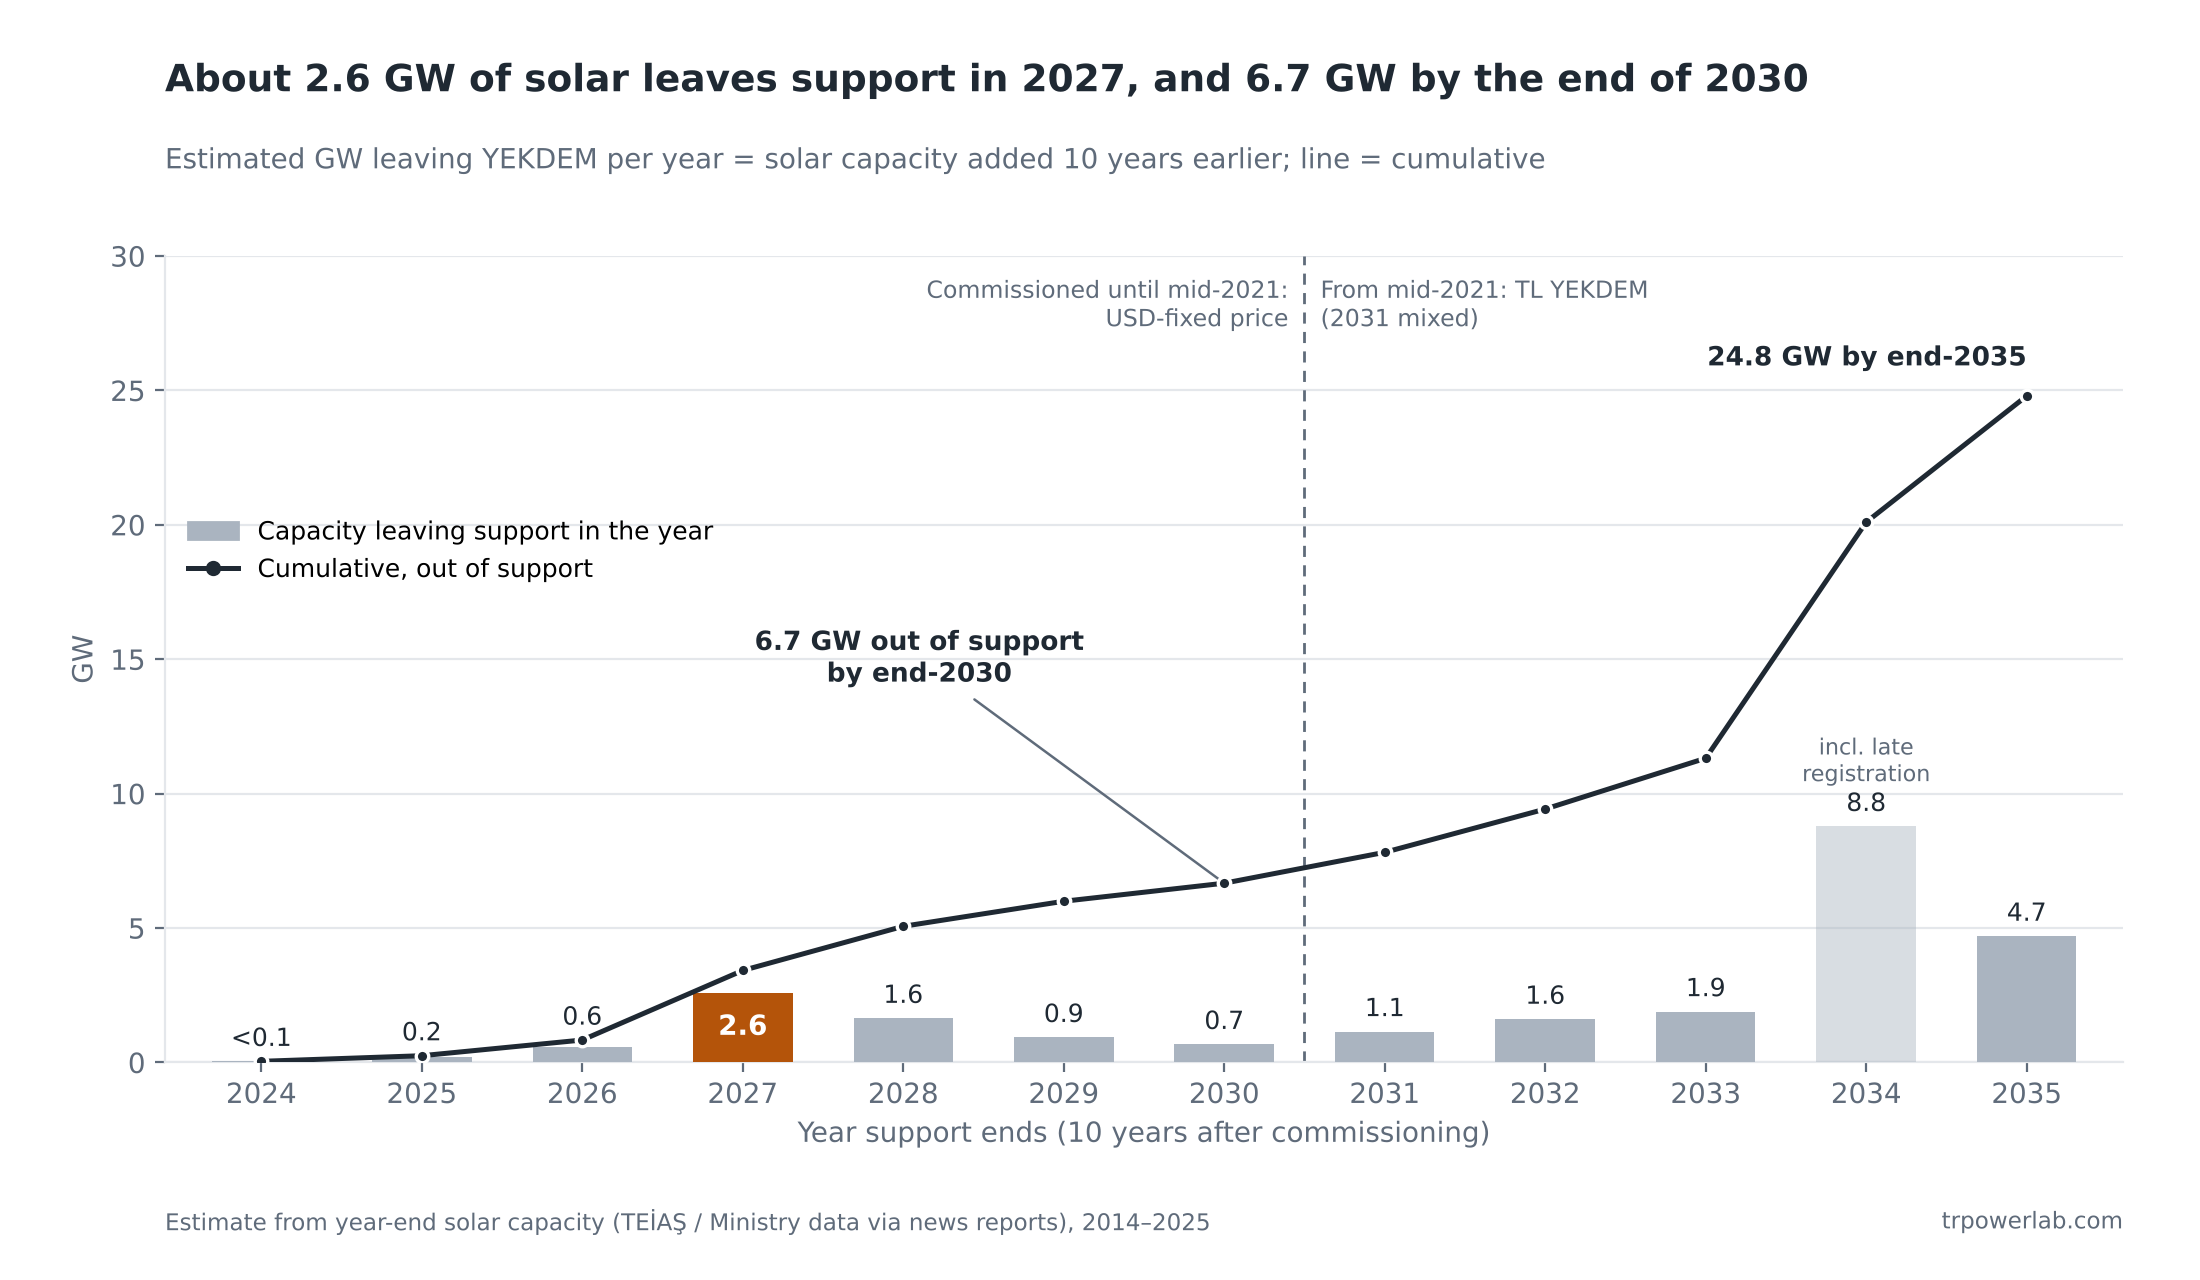 About 2.6 GW of solar leaves support in 2027, and 6.7 GW by the end of 2030
Estimated GW leaving YEKDEM per year = solar capacity added 10 years earlier; line = cumulative
30
25
20
15
10
5
0
GW
Commissioned until mid-2021:
USD-fixed price
From mid-2021: TL YEKDEM
(2031 mixed)
24.8 GW by end-2035
Capacity leaving support in the year
Cumulative, out of support
6.7 GW out of support
by end-2030
incl. late
registration
<0.1
0.2
0.6
2.6
1.6
0.9
0.7
1.1
1.6
1.9
8.8
4.7
2024
2025
2026
2027
2028
2029
2030
2031
2032
2033
2034
2035
Year support ends (10 years after commissioning)
Estimate from year-end solar capacity (TEİAŞ / Ministry data via news reports), 2014–2025
trpowerlab.com